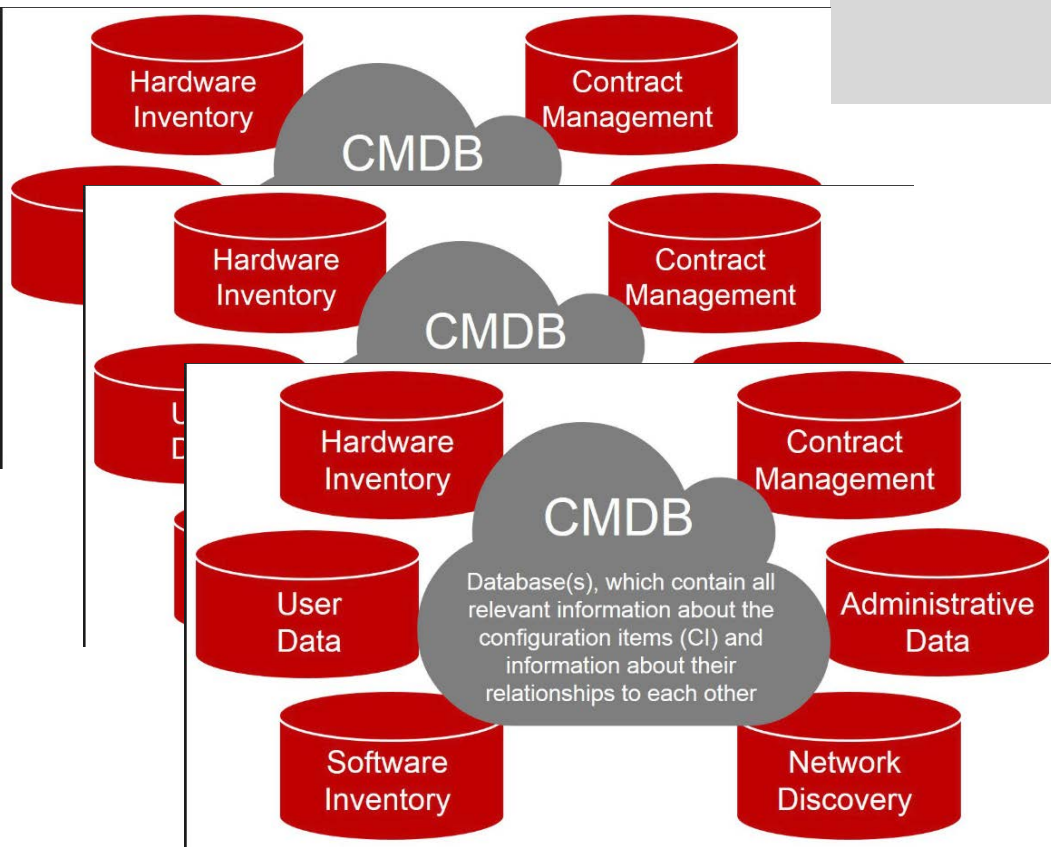 Hardware
Inventory
Contract
Management
CMDB
Hardware
Inventory
Contract
Management
CMDB
Hardware
Inventory
Contract
Management
CMDB
Database(s), which contain all
relevant information about the
configuration items (CI) and
information about their
relationships to each other
User
Data
Administrative
Data
Software
Inventory
Network
Discovery